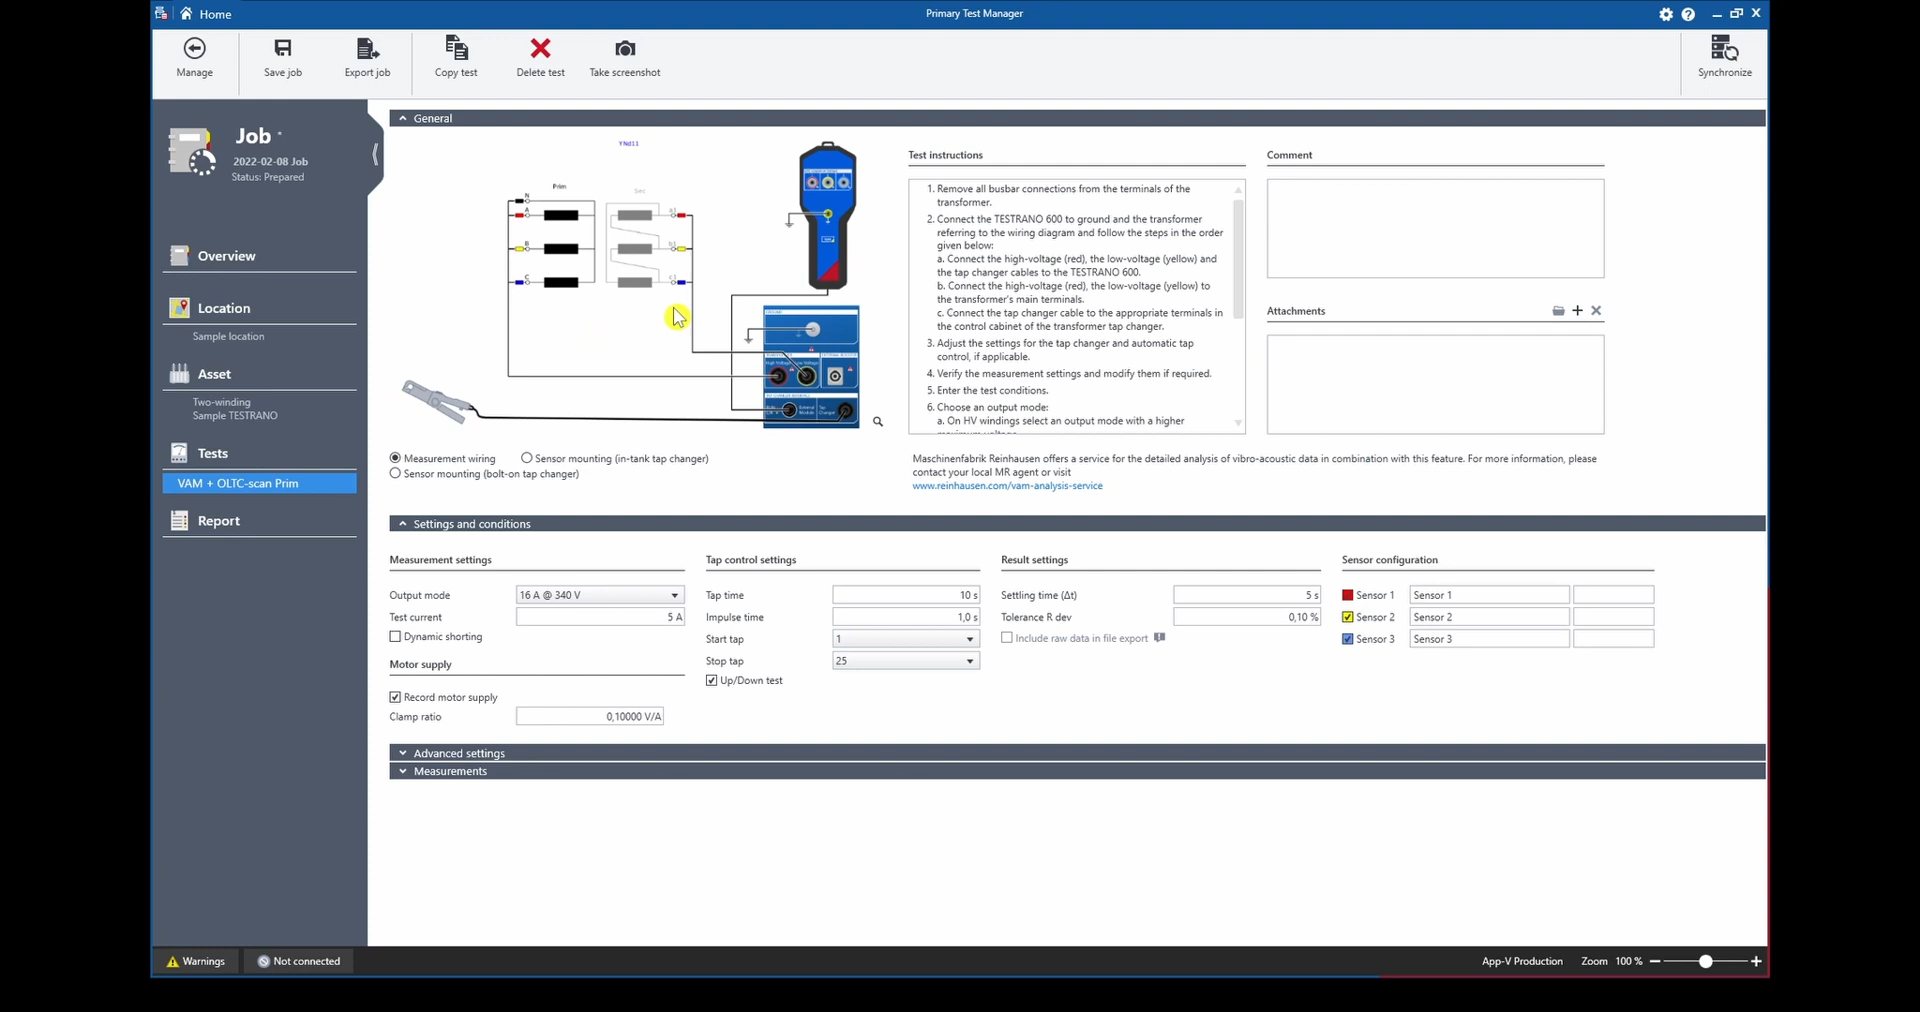 Home
Primary Test Manager
Manage
Save job
Export job
Copy test
Delete test
Take screenshot
Synchronize
Job *
2022-02-08 Job
Status: Prepared
Overview
Location
Sample location
Asset
Two-winding
Sample TESTRANO
Tests
VAM + OLTC-scan Prim
Report
General
YNd11
Prim
Sec
N
A
B
C
Test instructions
1. Remove all busbar connections from the terminals of the
transformer.
2. Connect the TESTRANO 600 to ground and the transformer
referring to the wiring diagram and follow the steps in the order
given below:
a. Connect the high-voltage (red), the low-voltage (yellow) and
the tap changer cables to the TESTRANO 600.
b. Connect the high-voltage (red), the low-voltage (yellow) to
the transformer's main terminals.
c. Connect the tap changer cable to the appropriate terminals in
the control cabinet of the transformer tap changer.
3. Adjust the settings for the tap changer and automatic tap
control, if applicable.
4. Verify the measurement settings and modify them if required.
5. Enter the test conditions.
6. Choose an output mode:
a. On HV windings select an output mode with a higher
maximum voltage.
Comment
Attachments
Measurement wiring
Sensor mounting (in-tank tap changer)
Sensor mounting (bolt-on tap changer)
Maschinenfabrik Reinhausen offers a service for the detailed analysis of vibro-acoustic data in combination with this feature. For more information, please
contact your local MR agent or visit
www.reinhausen.com/vam-analysis-service
Settings and conditions
Measurement settings
Output mode
16 A @ 340 V
Test current
5 A
Dynamic shorting
Motor supply
Record motor supply
Clamp ratio
0,10000 V/A
Tap control settings
Tap time
10 s
Impulse time
1,0 s
Start tap
1
Stop tap
25
Up/Down test
Result settings
Settling time (Δt)
5 s
Tolerance R dev
0,10 %
Include raw data in file export
Sensor configuration
Sensor 1
Sensor 1
Sensor 2
Sensor 2
Sensor 3
Sensor 3
Advanced settings
Measurements
Warnings
Not connected
App-V Production
Zoom 100 %